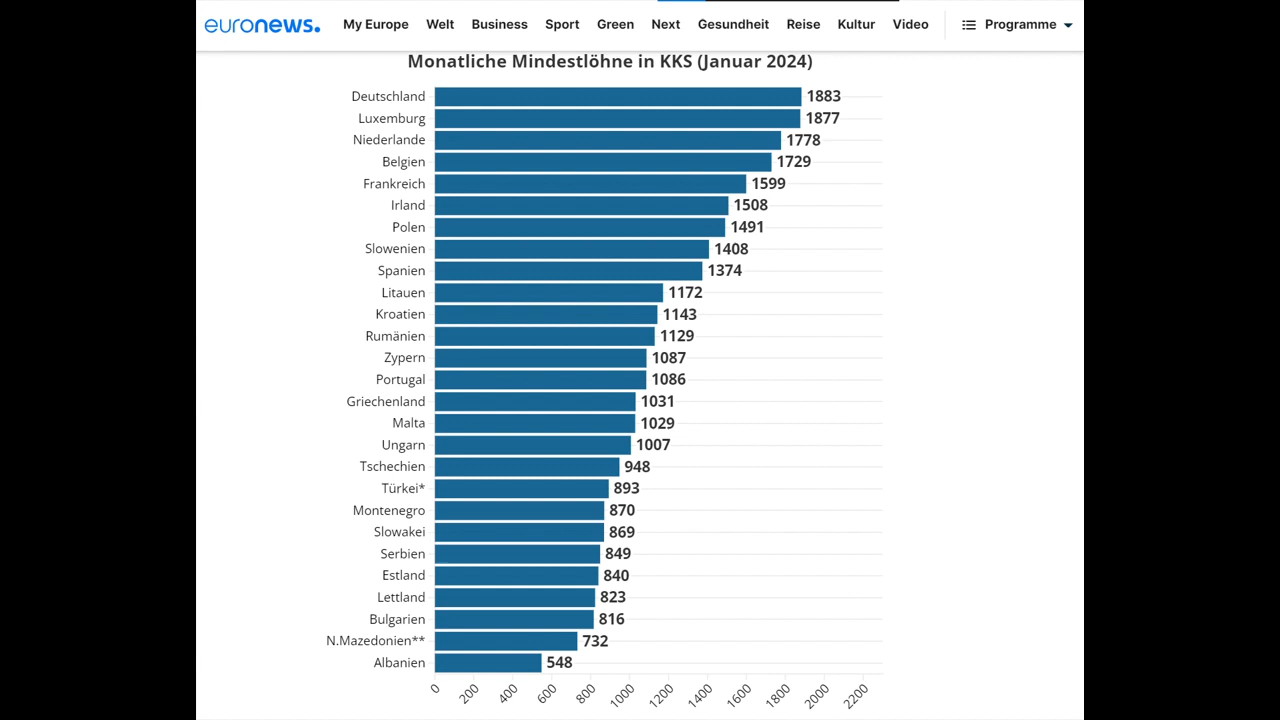 euronews. My Europe Welt Business Sport Green Next Gesundheit Reise Kultur Video Programme
Monatliche Mindestlöhne in KKS (Januar 2024)
Deutschland 1883
Luxemburg 1877
Niederlande 1778
Belgien 1729
Frankreich 1599
Irland 1508
Polen 1491
Slowenien 1408
Spanien 1374
Litauen 1172
Kroatien 1143
Rumänien 1129
Zypern 1087
Portugal 1086
Griechenland 1031
Malta 1029
Ungarn 1007
Tschechien 948
Türkei* 893
Montenegro 870
Slowakei 869
Serbien 849
Estland 840
Lettland 823
Bulgarien 816
N.Mazedonien** 732
Albanien 548
0 200 400 600 800 1000 1200 1400 1600 1800 2000 2200